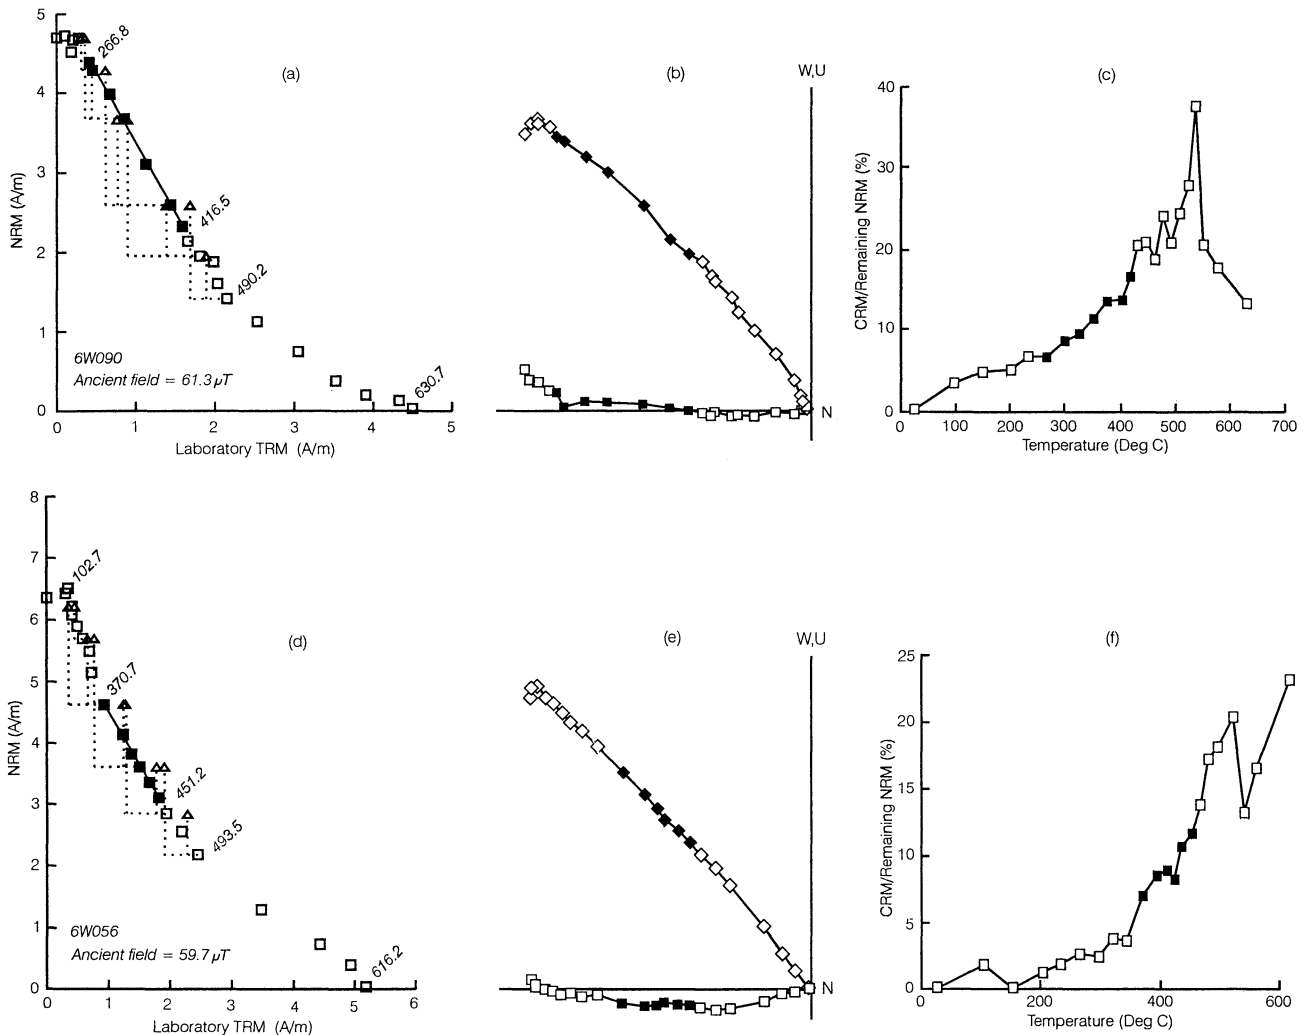 (a)
NRM (A/m)
5
4
3
2
1
0
266.8
416.5
490.2
630.7
6W090
Ancient field = 61.3 µT
0 1 2 3 4 5
Laboratory TRM (A/m)
(b)
W,U
N
(c)
CRM/Remaining NRM (%)
40
30
20
10
0
0 100 200 300 400 500 600 700
Temperature (Deg C)
(d)
NRM (A/m)
8
7
6
5
4
3
2
1
0
102.7
370.7
451.2
493.5
616.2
6W056
Ancient field = 59.7 µT
0 1 2 3 4 5 6
Laboratory TRM (A/m)
(e)
W,U
N
(f)
CRM/Remaining NRM (%)
25
20
15
10
5
0
0 200 400 600
Temperature (Deg C)